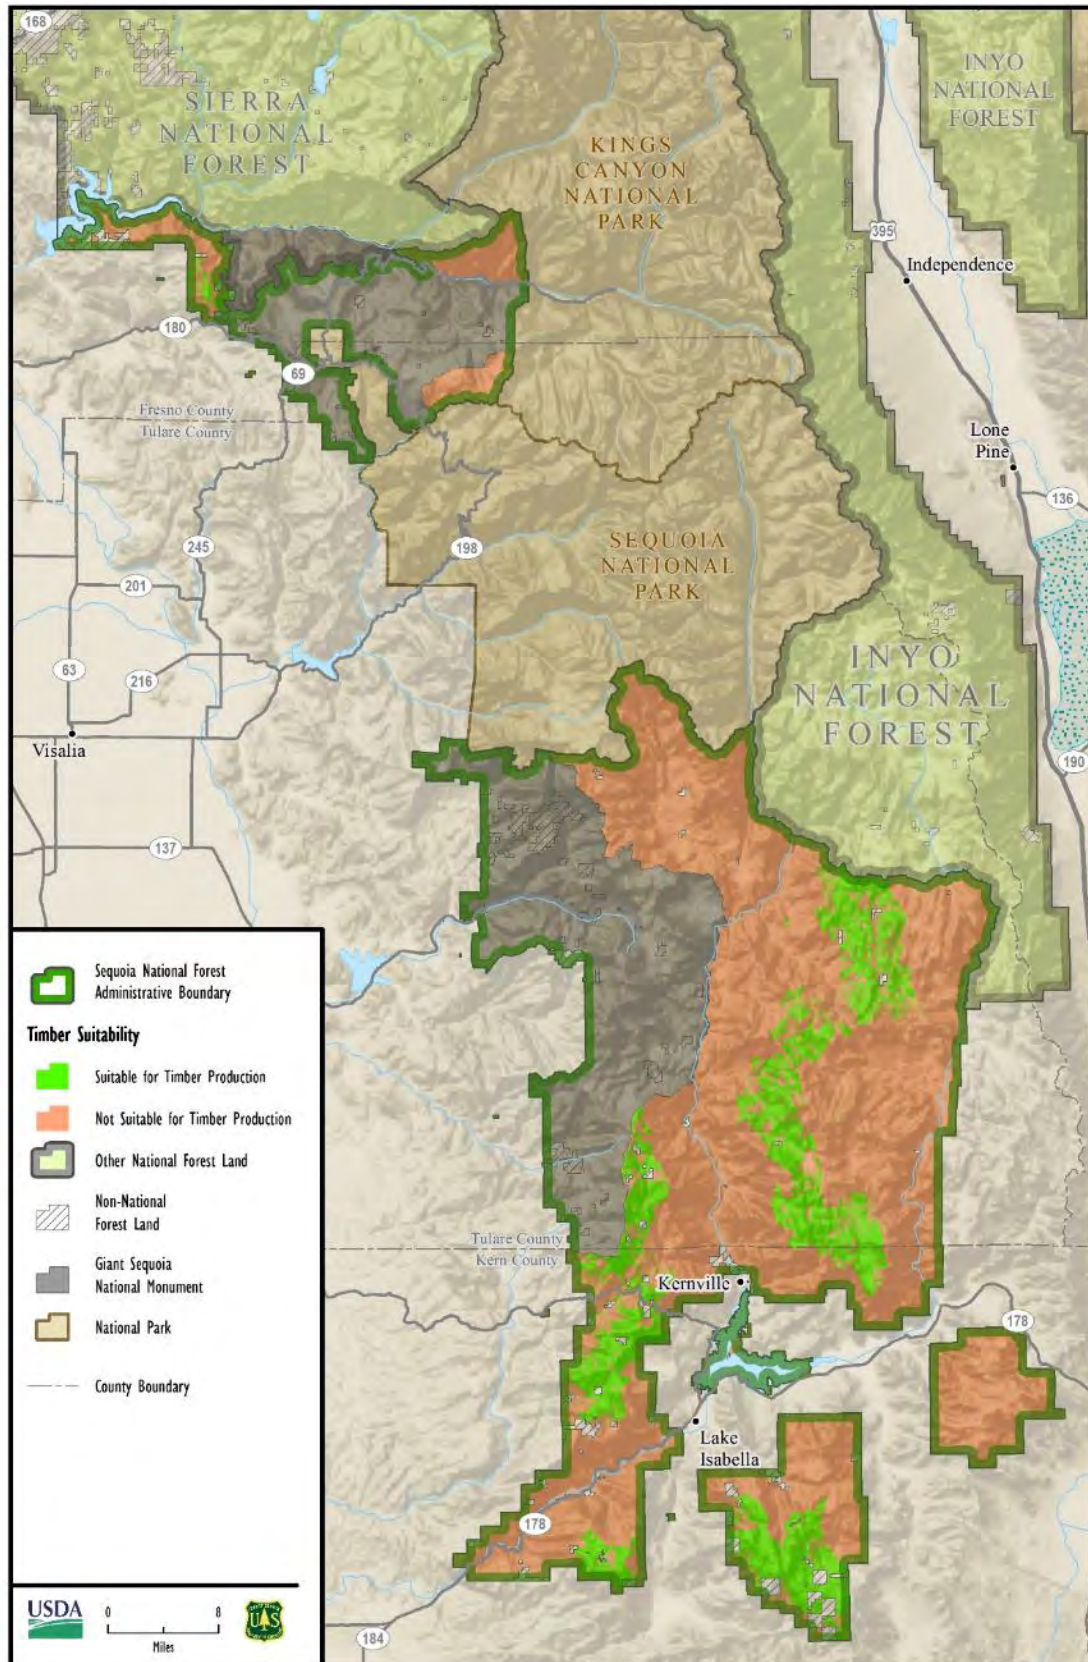 168
SIERRA
NATIONAL
FOREST
KINGS
CANYON
NATIONAL
PARK
INYO
NATIONAL
FOREST
395
Independence
180
69
Fresno County
Tulare County
Lone
Pine
136
245
198
SEQUOIA
NATIONAL
PARK
201
63
216
Visalia
INYO
NATIONAL
FOREST
190
137
Sequoia National Forest
Administrative Boundary
Timber Suitability
Suitable for Timber Production
Not Suitable for Timber Production
Other National Forest Land
Non-National
Forest Land
Giant Sequoia
National Monument
National Park
County Boundary
Tulare County
Kern County
Kernville
178
Lake
Isabella
178
184
USDA
0 8
Miles
U S